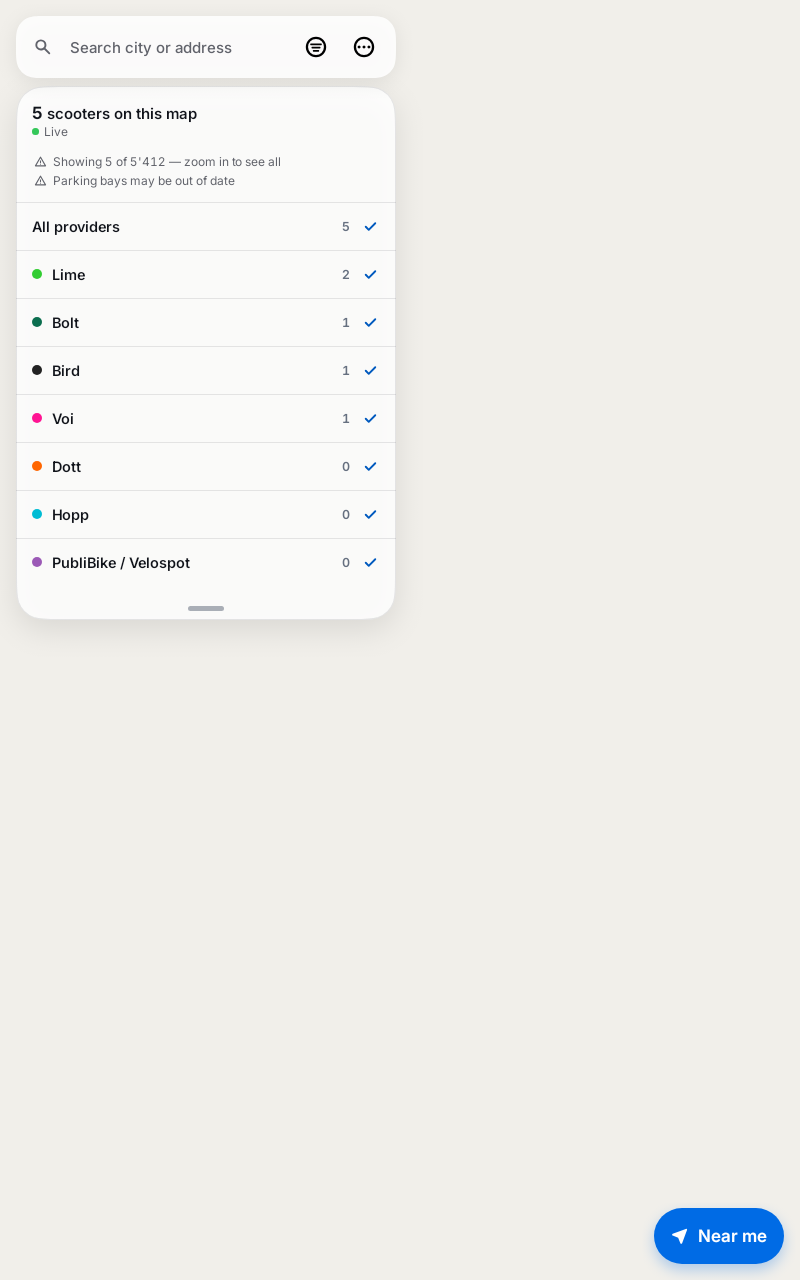 Search city or address
5 scooters on this map
Live
Showing 5 of 5'412 — zoom in to see all
Parking bays may be out of date
All providers 5
Lime 2
Bolt 1
Bird 1
Voi 1
Dott 0
Hopp 0
PubliBike / Velospot 0
Near me